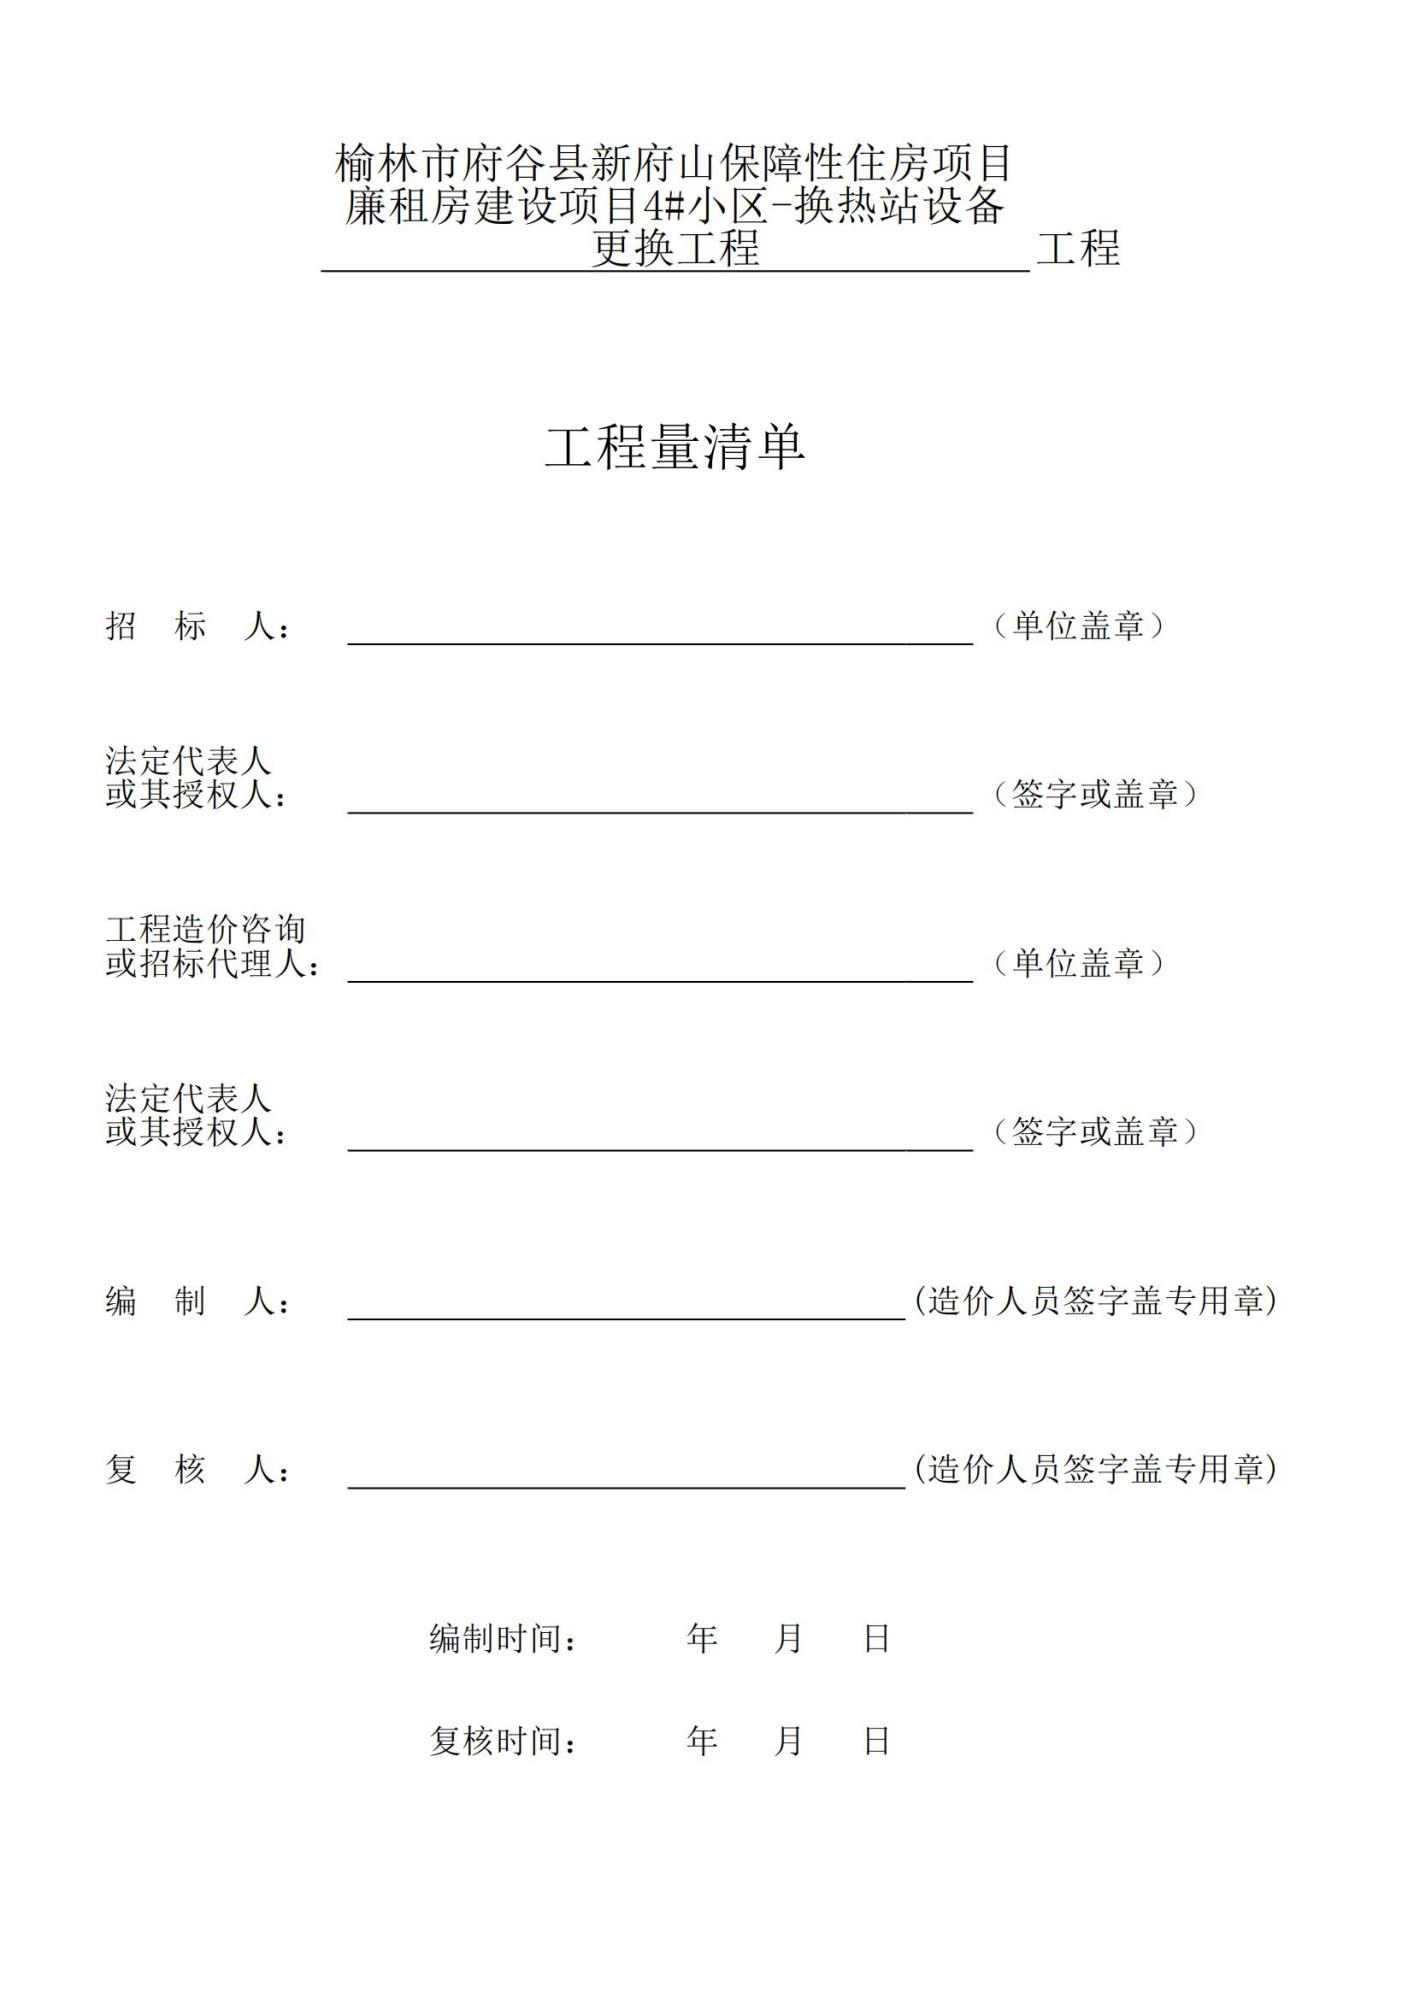 榆林市府谷县新府山保障性住房项目
廉租房建设项目4#小区-换热站设备
更换工程 工程
工程量清单
招 标 人： （单位盖章）
法定代表人
或其授权人： （签字或盖章）
工程造价咨询
或招标代理人： （单位盖章）
法定代表人
或其授权人： （签字或盖章）
编 制 人： (造价人员签字盖专用章)
复 核 人： (造价人员签字盖专用章)
编制时间： 年 月 日
复核时间： 年 月 日